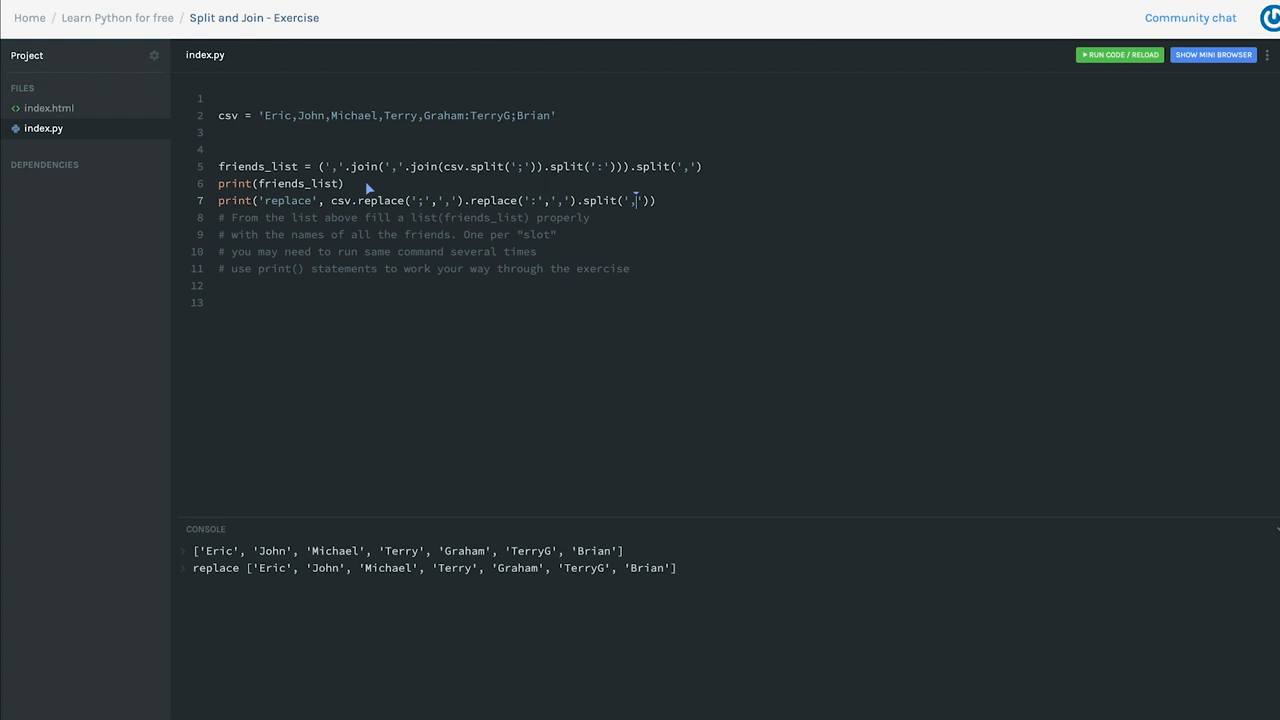 Home / Learn Python for free / Split and Join - Exercise
Community chat
Project
index.py
RUN CODE / RELOAD
SHOW MINI BROWSER
FILES
index.html
index.py
DEPENDENCIES
1
2 csv = 'Eric,John,Michael,Terry,Graham:TerryG;Brian'
3
4
5 friends_list = (','.join(','.join(csv.split(';')).split(':'))).split(',')
6 print(friends_list)
7 print('replace', csv.replace(';',',').replace(':',',').split(','))
8 # From the list above fill a list(friends_list) properly
9 # with the names of all the friends. One per "slot"
10 # you may need to run same command several times
11 # use print() statements to work your way through the exercise
12
13
CONSOLE
['Eric', 'John', 'Michael', 'Terry', 'Graham', 'TerryG', 'Brian']
replace ['Eric', 'John', 'Michael', 'Terry', 'Graham', 'TerryG', 'Brian']